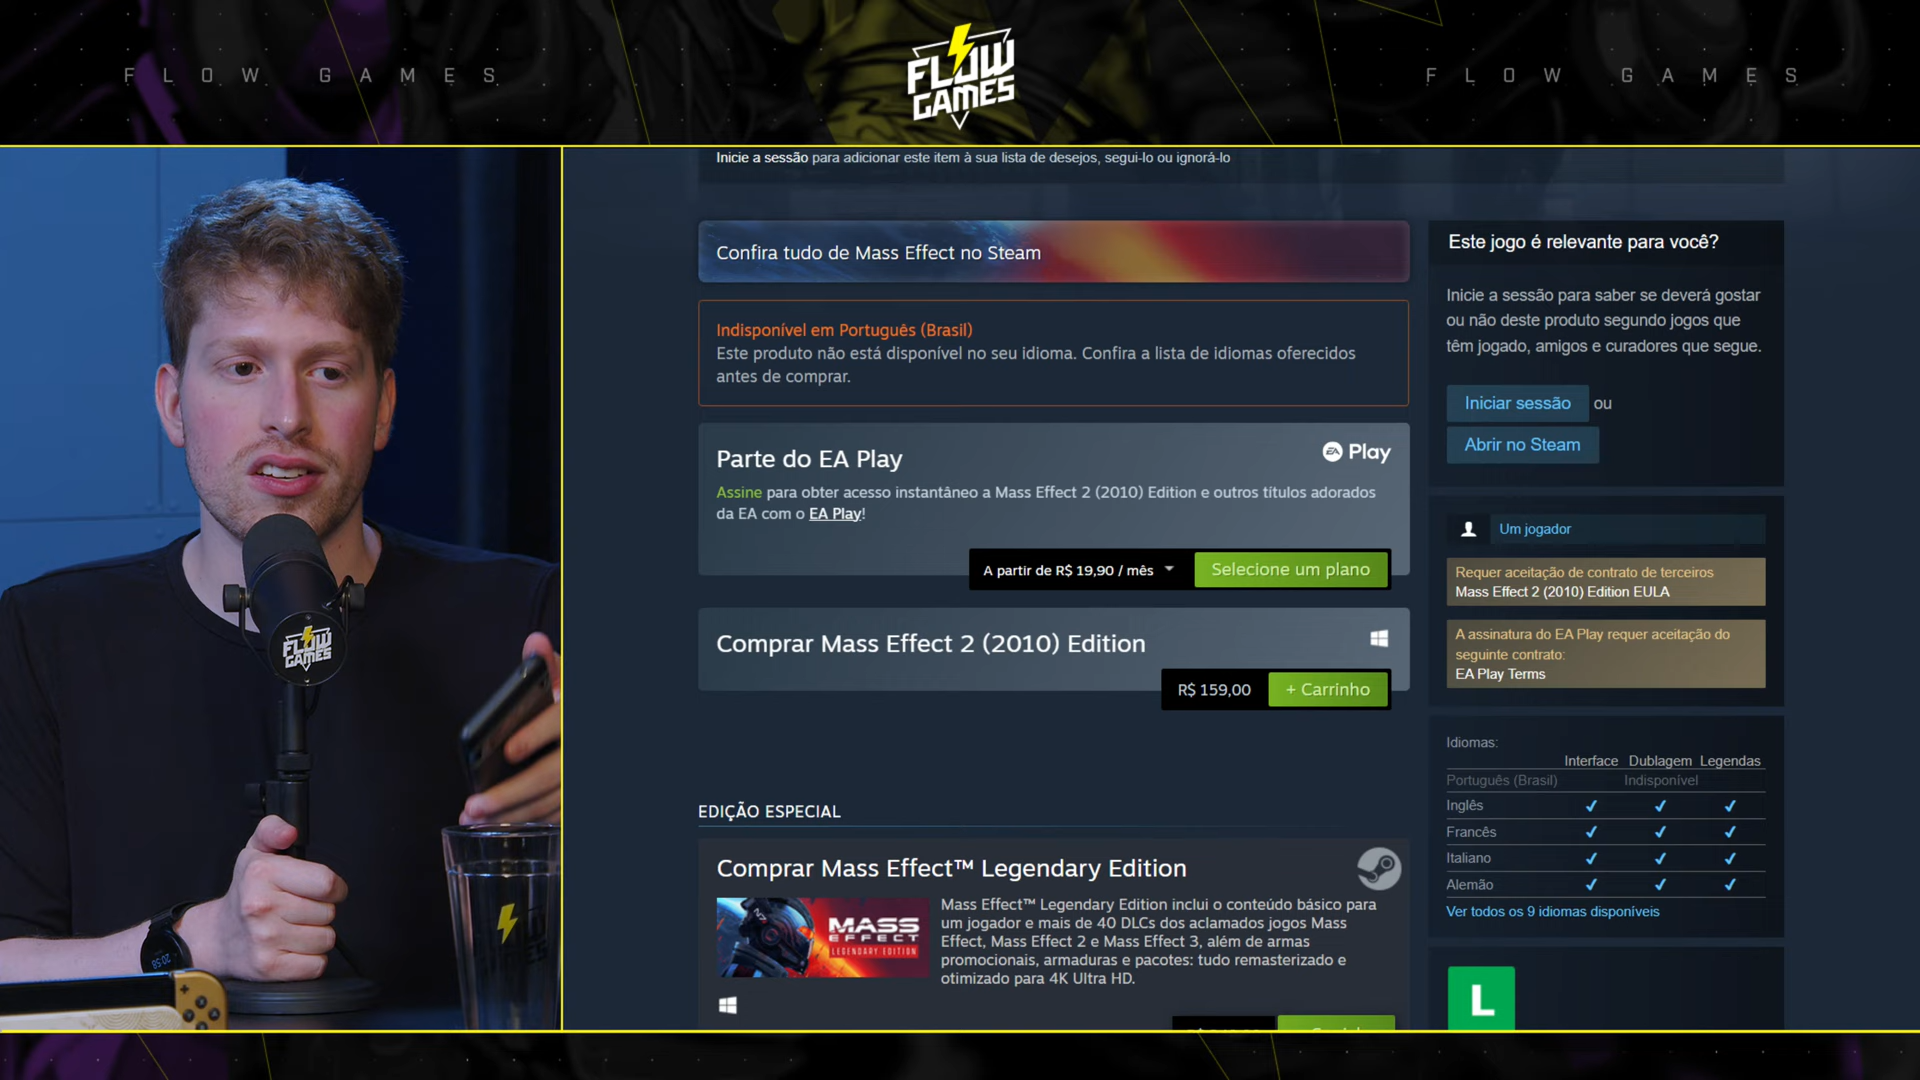 FLOW GAMES
FLOW
GAMES
FLOW GAMES
Inicie a sessão para adicionar este item à sua lista de desejos, segui-lo ou ignorá-lo
Confira tudo de Mass Effect no Steam
Indisponível em Português (Brasil)
Este produto não está disponível no seu idioma. Confira a lista de idiomas oferecidos
antes de comprar.
Parte do EA Play
EA Play
Assine para obter acesso instantâneo a Mass Effect 2 (2010) Edition e outros títulos adorados
da EA com o EA Play!
A partir de R$ 19,90 / mês
Selecione um plano
Comprar Mass Effect 2 (2010) Edition
R$ 159,00
+ Carrinho
EDIÇÃO ESPECIAL
Comprar Mass Effect™ Legendary Edition
MASS
EFFECT
LEGENDARY EDITION
Mass Effect™ Legendary Edition inclui o conteúdo básico para
um jogador e mais de 40 DLCs dos aclamados jogos Mass
Effect, Mass Effect 2 e Mass Effect 3, além de armas
promocionais, armaduras e pacotes: tudo remasterizado e
otimizado para 4K Ultra HD.
Este jogo é relevante para você?
Inicie a sessão para saber se deverá gostar
ou não deste produto segundo jogos que
têm jogado, amigos e curadores que segue.
Iniciar sessão ou
Abrir no Steam
Um jogador
Requer aceitação de contrato de terceiros
Mass Effect 2 (2010) Edition EULA
A assinatura do EA Play requer aceitação do
seguinte contrato:
EA Play Terms
Idiomas:
Interface Dublagem Legendas
Português (Brasil) Indisponível
Inglês ✔ ✔ ✔
Francês ✔ ✔ ✔
Italiano ✔ ✔ ✔
Alemão ✔ ✔ ✔
Ver todos os 9 idiomas disponíveis
L
FLOW
GAMES
20:58